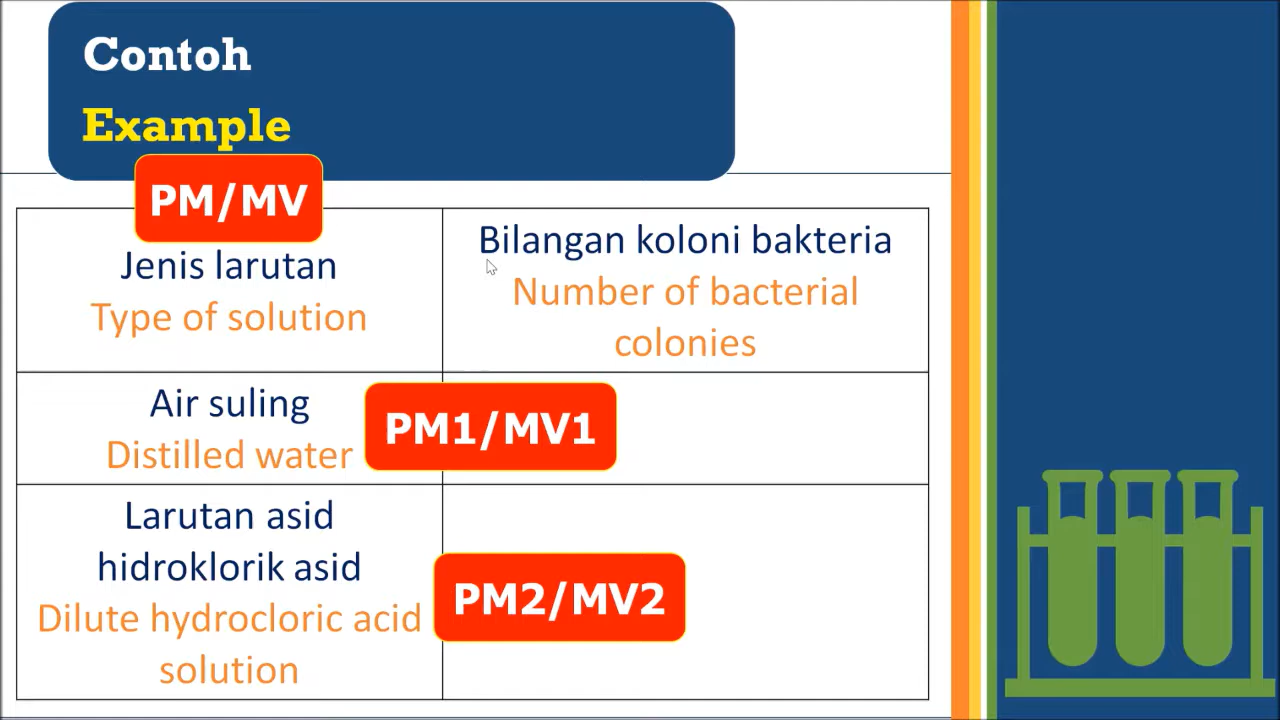 Contoh
Example
PM/MV
Jenis larutan
Type of solution
Bilangan koloni bakteria
Number of bacterial
colonies
Air suling
Distilled water
PM1/MV1
Larutan asid
hidroklorik asid
Dilute hydrocloric acid
solution
PM2/MV2